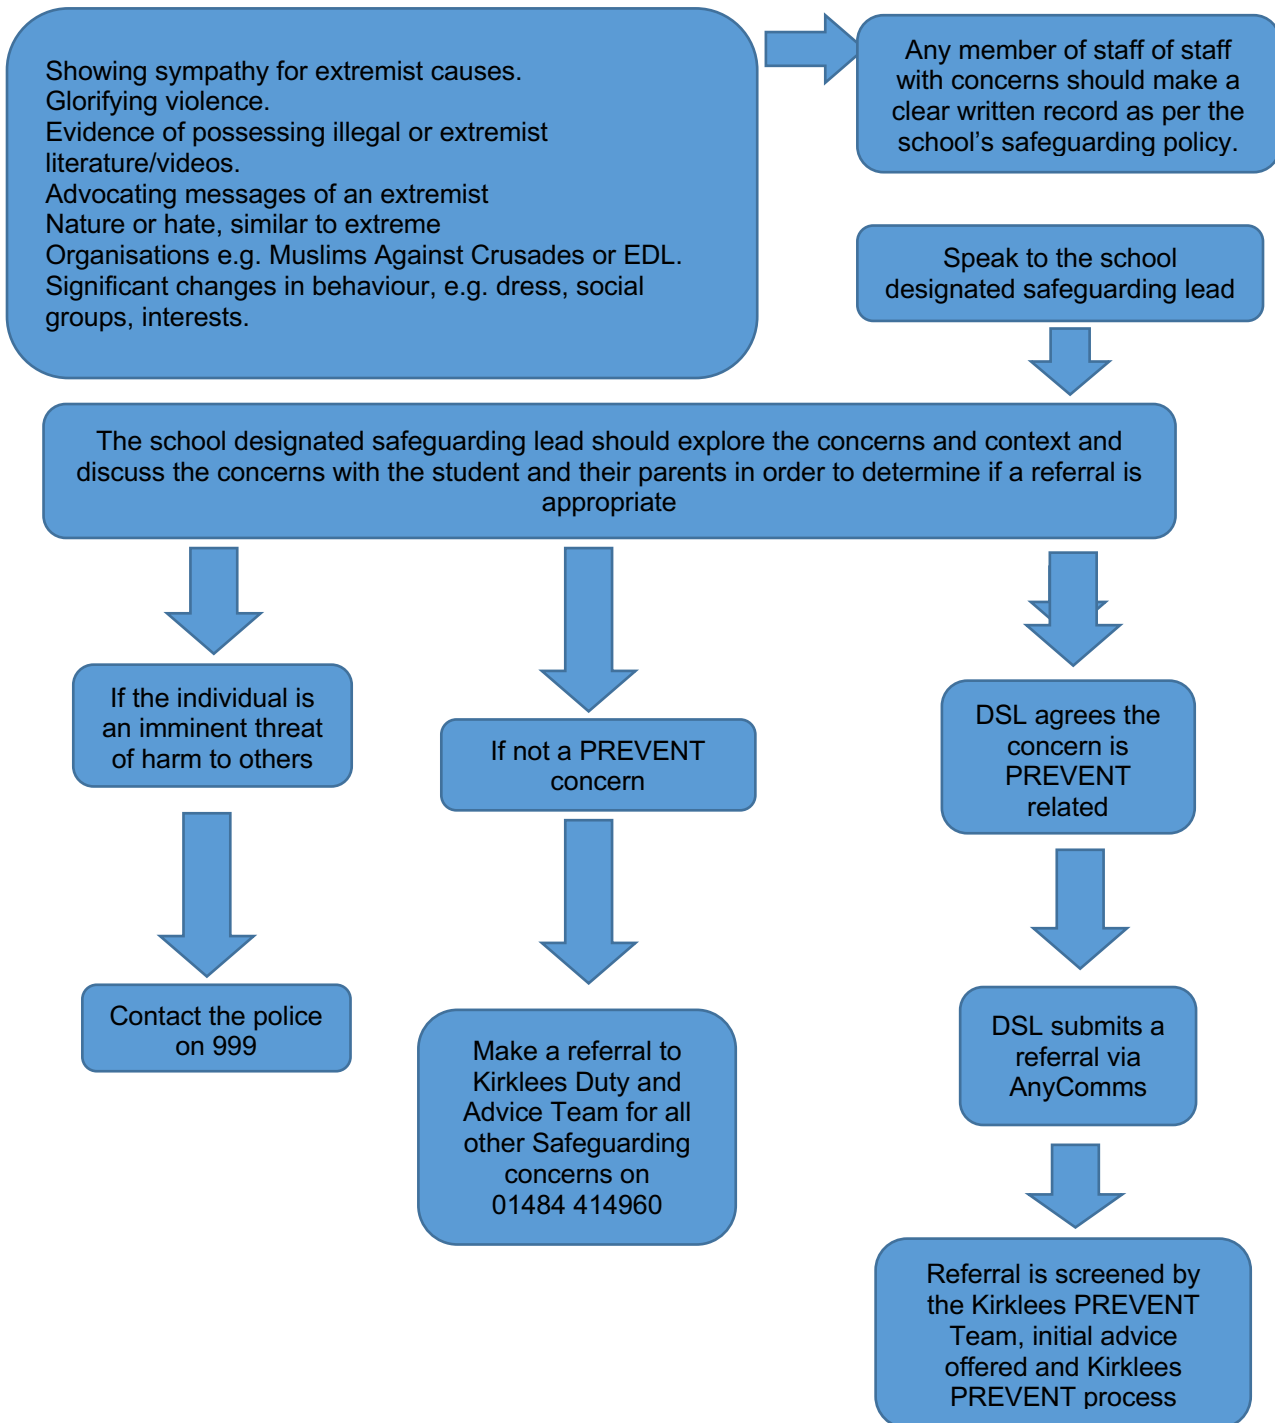 Showing sympathy for extremist causes.
Glorifying violence.
Evidence of possessing illegal or extremist
literature/videos.
Advocating messages of an extremist
Nature or hate, similar to extreme
Organisations e.g. Muslims Against Crusades or EDL.
Significant changes in behaviour, e.g. dress, social
groups, interests.
Any member of staff of staff
with concerns should make a
clear written record as per the
school’s safeguarding policy.
Speak to the school
designated safeguarding lead
The school designated safeguarding lead should explore the concerns and context and
discuss the concerns with the student and their parents in order to determine if a referral is
appropriate
If the individual is
an imminent threat
of harm to others
Contact the police
on 999
If not a PREVENT
concern
Make a referral to
Kirklees Duty and
Advice Team for all
other Safeguarding
concerns on
01484 414960
DSL agrees the
concern is
PREVENT
related
DSL submits a
referral via
AnyComms
Referral is screened by
the Kirklees PREVENT
Team, initial advice
offered and Kirklees
PREVENT process